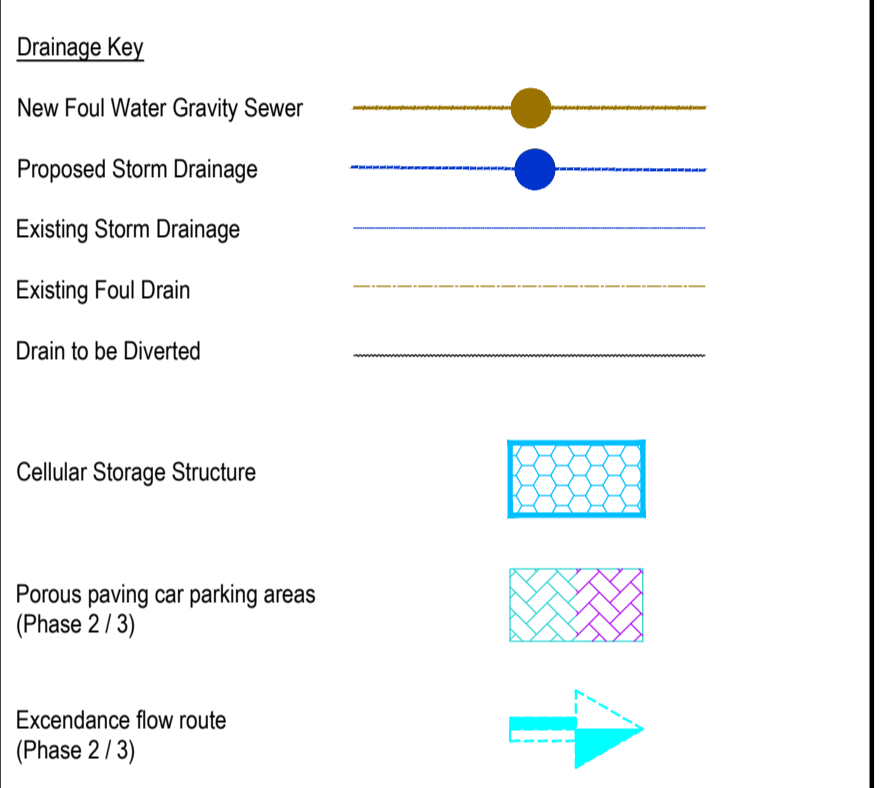 Drainage Key
New Foul Water Gravity Sewer
Proposed Storm Drainage
Existing Storm Drainage
Existing Foul Drain
Drain to be Diverted
Cellular Storage Structure
Porous paving car parking areas
(Phase 2 / 3)
Excendance flow route
(Phase 2 / 3)